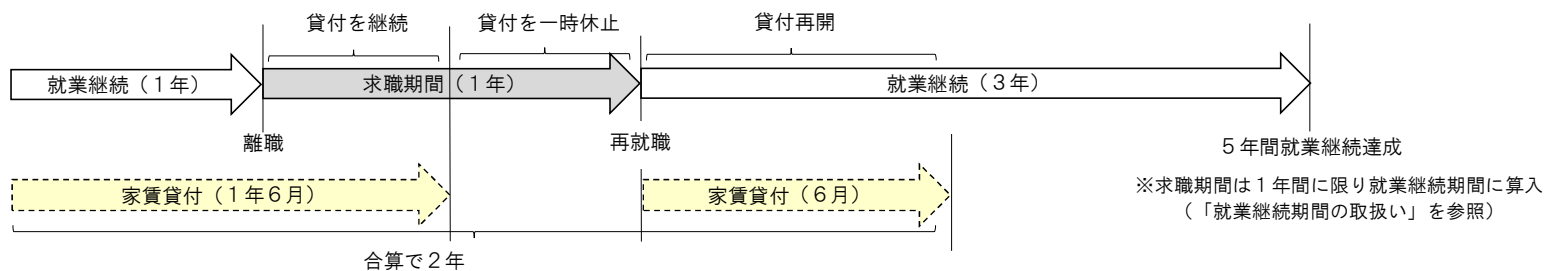 貸付を継続
貸付を一時休止
貸付再開
就業継続（１年）
求職期間（１年）
就業継続（３年）
離職
再就職
５年間就業継続達成
家賃貸付（１年６月）
家賃貸付（６月）
※求職期間は１年間に限り就業継続期間に算入
（「就業継続期間の取扱い」を参照）
合算で２年